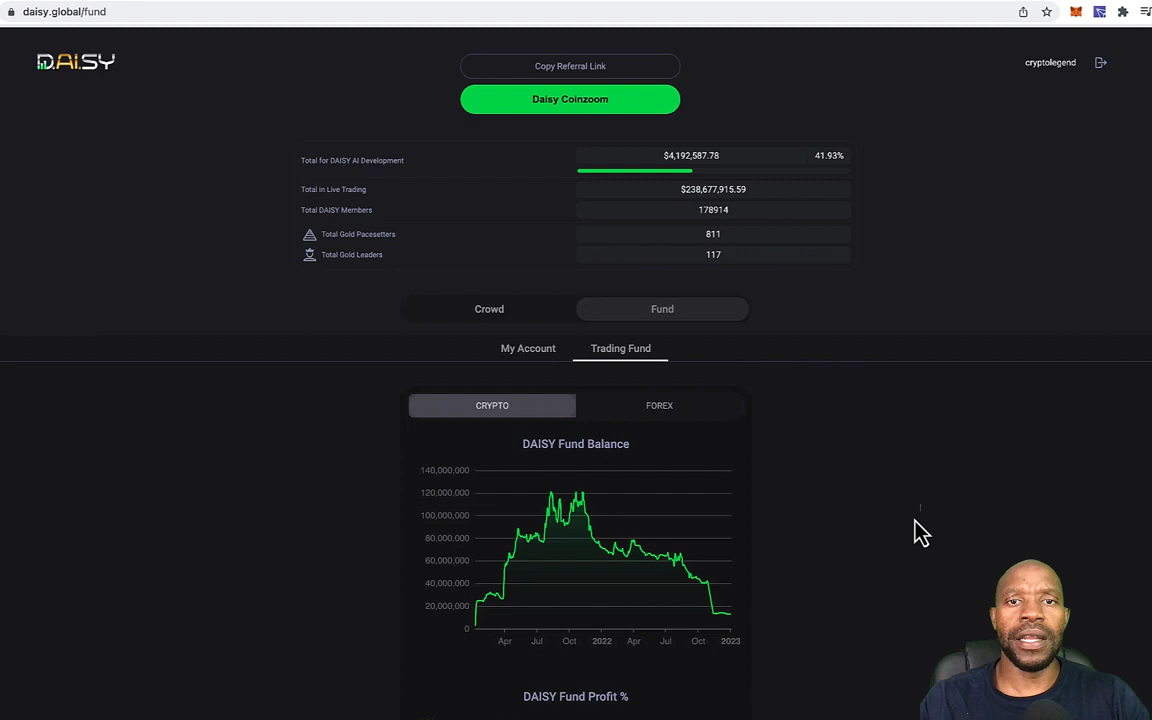 daisy.global/fund
DAISY
Copy Referral Link
cryptolegend
Daisy Coinzoom
Total for DAISY AI Development
$4,192,587.78
41.93%
Total in Live Trading
$238,677,915.59
Total DAISY Members
178914
Total Gold Pacesetters
811
Total Gold Leaders
117
Crowd
Fund
My Account
Trading Fund
CRYPTO
FOREX
DAISY Fund Balance
140,000,000
120,000,000
100,000,000
80,000,000
60,000,000
40,000,000
20,000,000
0
Apr Jul Oct 2022 Apr Jul Oct 2023
DAISY Fund Profit %